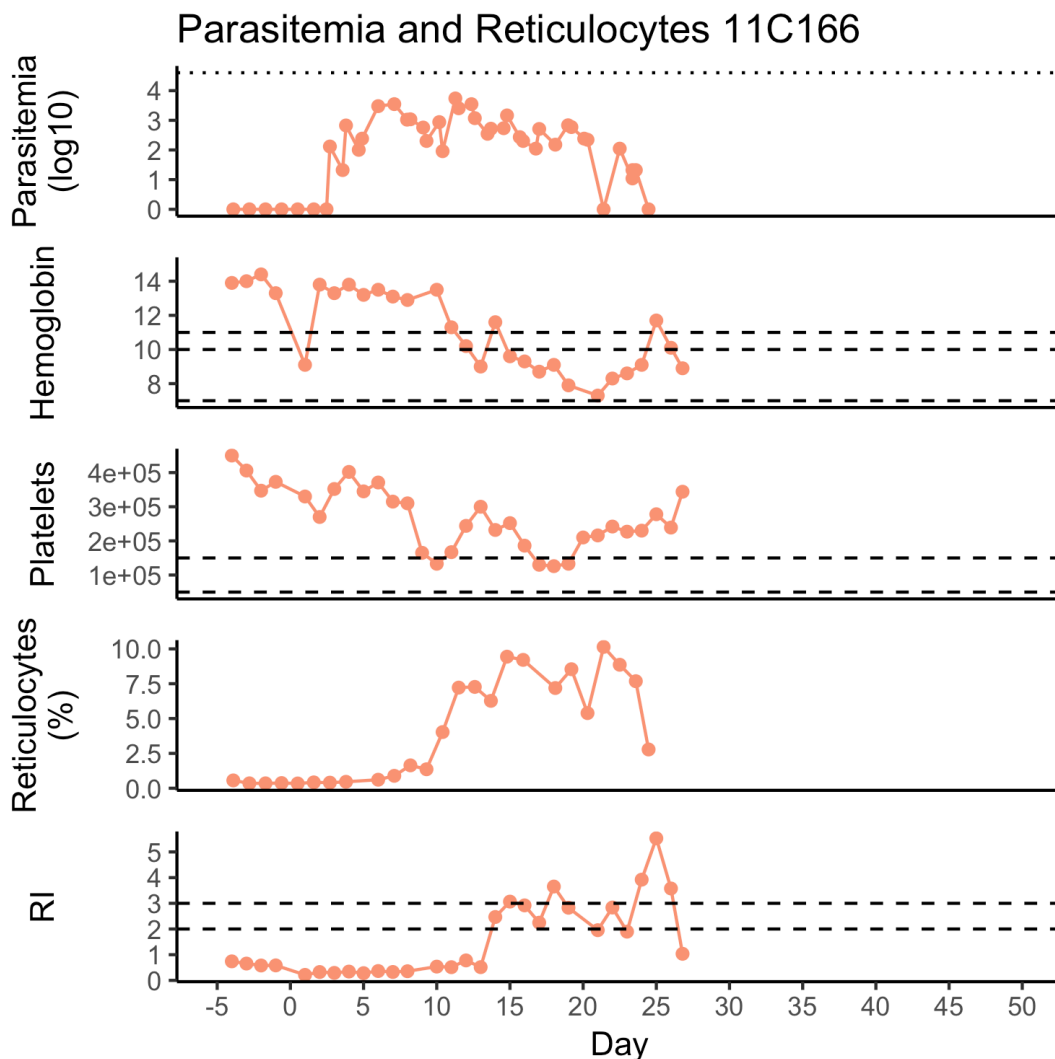 Parasitemia and Reticulocytes 11C166
Parasitemia
(log10)
4
3
2
1
0
Hemoglobin
14
12
10
8
Platelets
4e+05
3e+05
2e+05
1e+05
Reticulocytes
(%)
10.0
7.5
5.0
2.5
0.0
RI
5
4
3
2
1
0
-5 0 5 10 15 20 25 30 35 40 45 50
Day